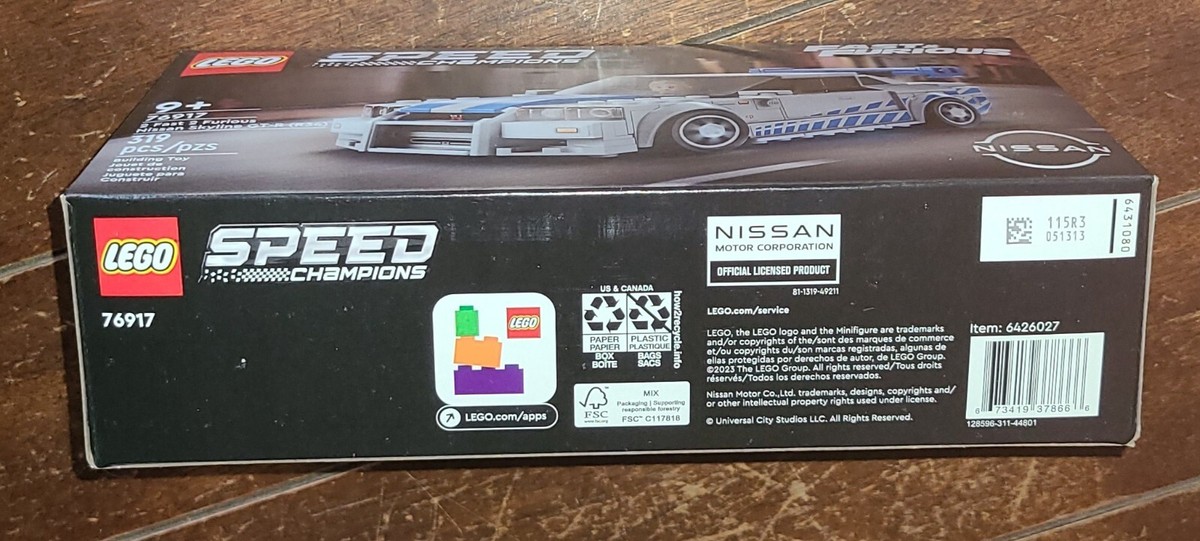 LEGO
SPEED
CHAMPIONS
FAST & FURIOUS
9+
76917
2 Fast 2 Furious
Nissan Skyline GT-R (R34)
319
pcs/pzs
Building Toy
Jouet de
construction
Juguete para
Construir
NISSAN
LEGO
SPEED
CHAMPIONS
76917
LEGO
LEGO.com/apps
US & CANADA
PAPER
PAPIER
PLASTIC
PLASTIQUE
BOX
BOÎTE
BAGS
SACS
how2recycle.info
FSC
www.fsc.org
MIX
Packaging | Supporting
responsible forestry
FSC™ C117818
NISSAN
MOTOR CORPORATION
OFFICIAL LICENSED PRODUCT
81-1319-49211
LEGO.com/service
LEGO, the LEGO logo and the Minifigure are trademarks
and/or copyrights of the/sont des marques de commerce
et/ou copyrights du/son marcas registradas, algunas de
ellas protegidas por derechos de autor, de LEGO Group.
©2023 The LEGO Group. All rights reserved/Tous droits
réservés/Todos los derechos reservados.
Nissan Motor Co.,Ltd. trademarks, designs, copyrights and/
or other intellectual property rights used under license.
© Universal City Studios LLC. All Rights Reserved.
115R3
051313
6431080
Item: 6426027
6 73419 37866 6
128596-311-44801